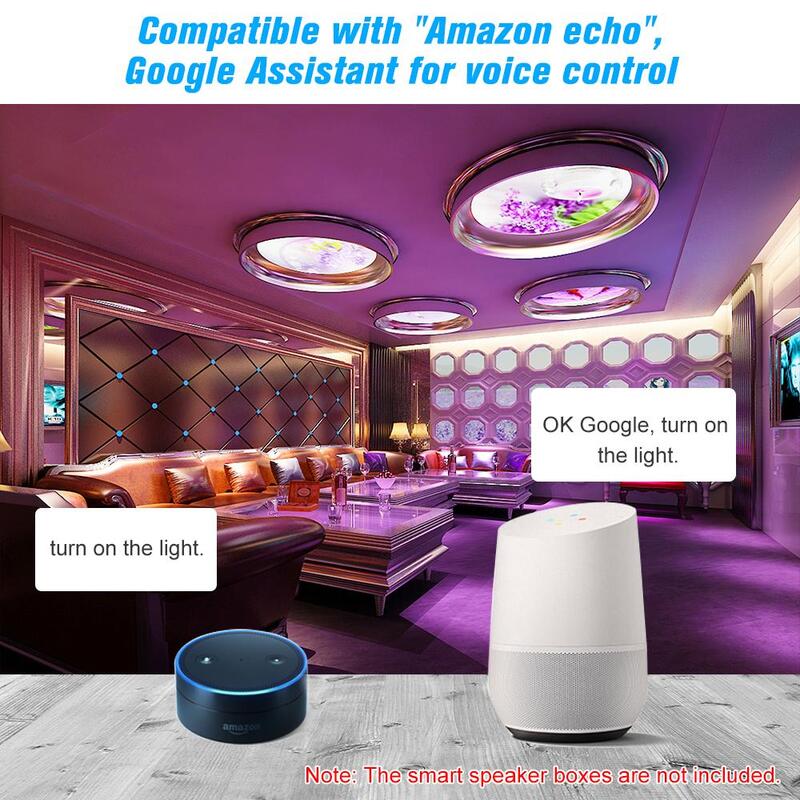 Compatible with "Amazon echo",
Google Assistant for voice control
OK Google, turn on
the light.
turn on the light.
amazon
Note: The smart speaker boxes are not included.